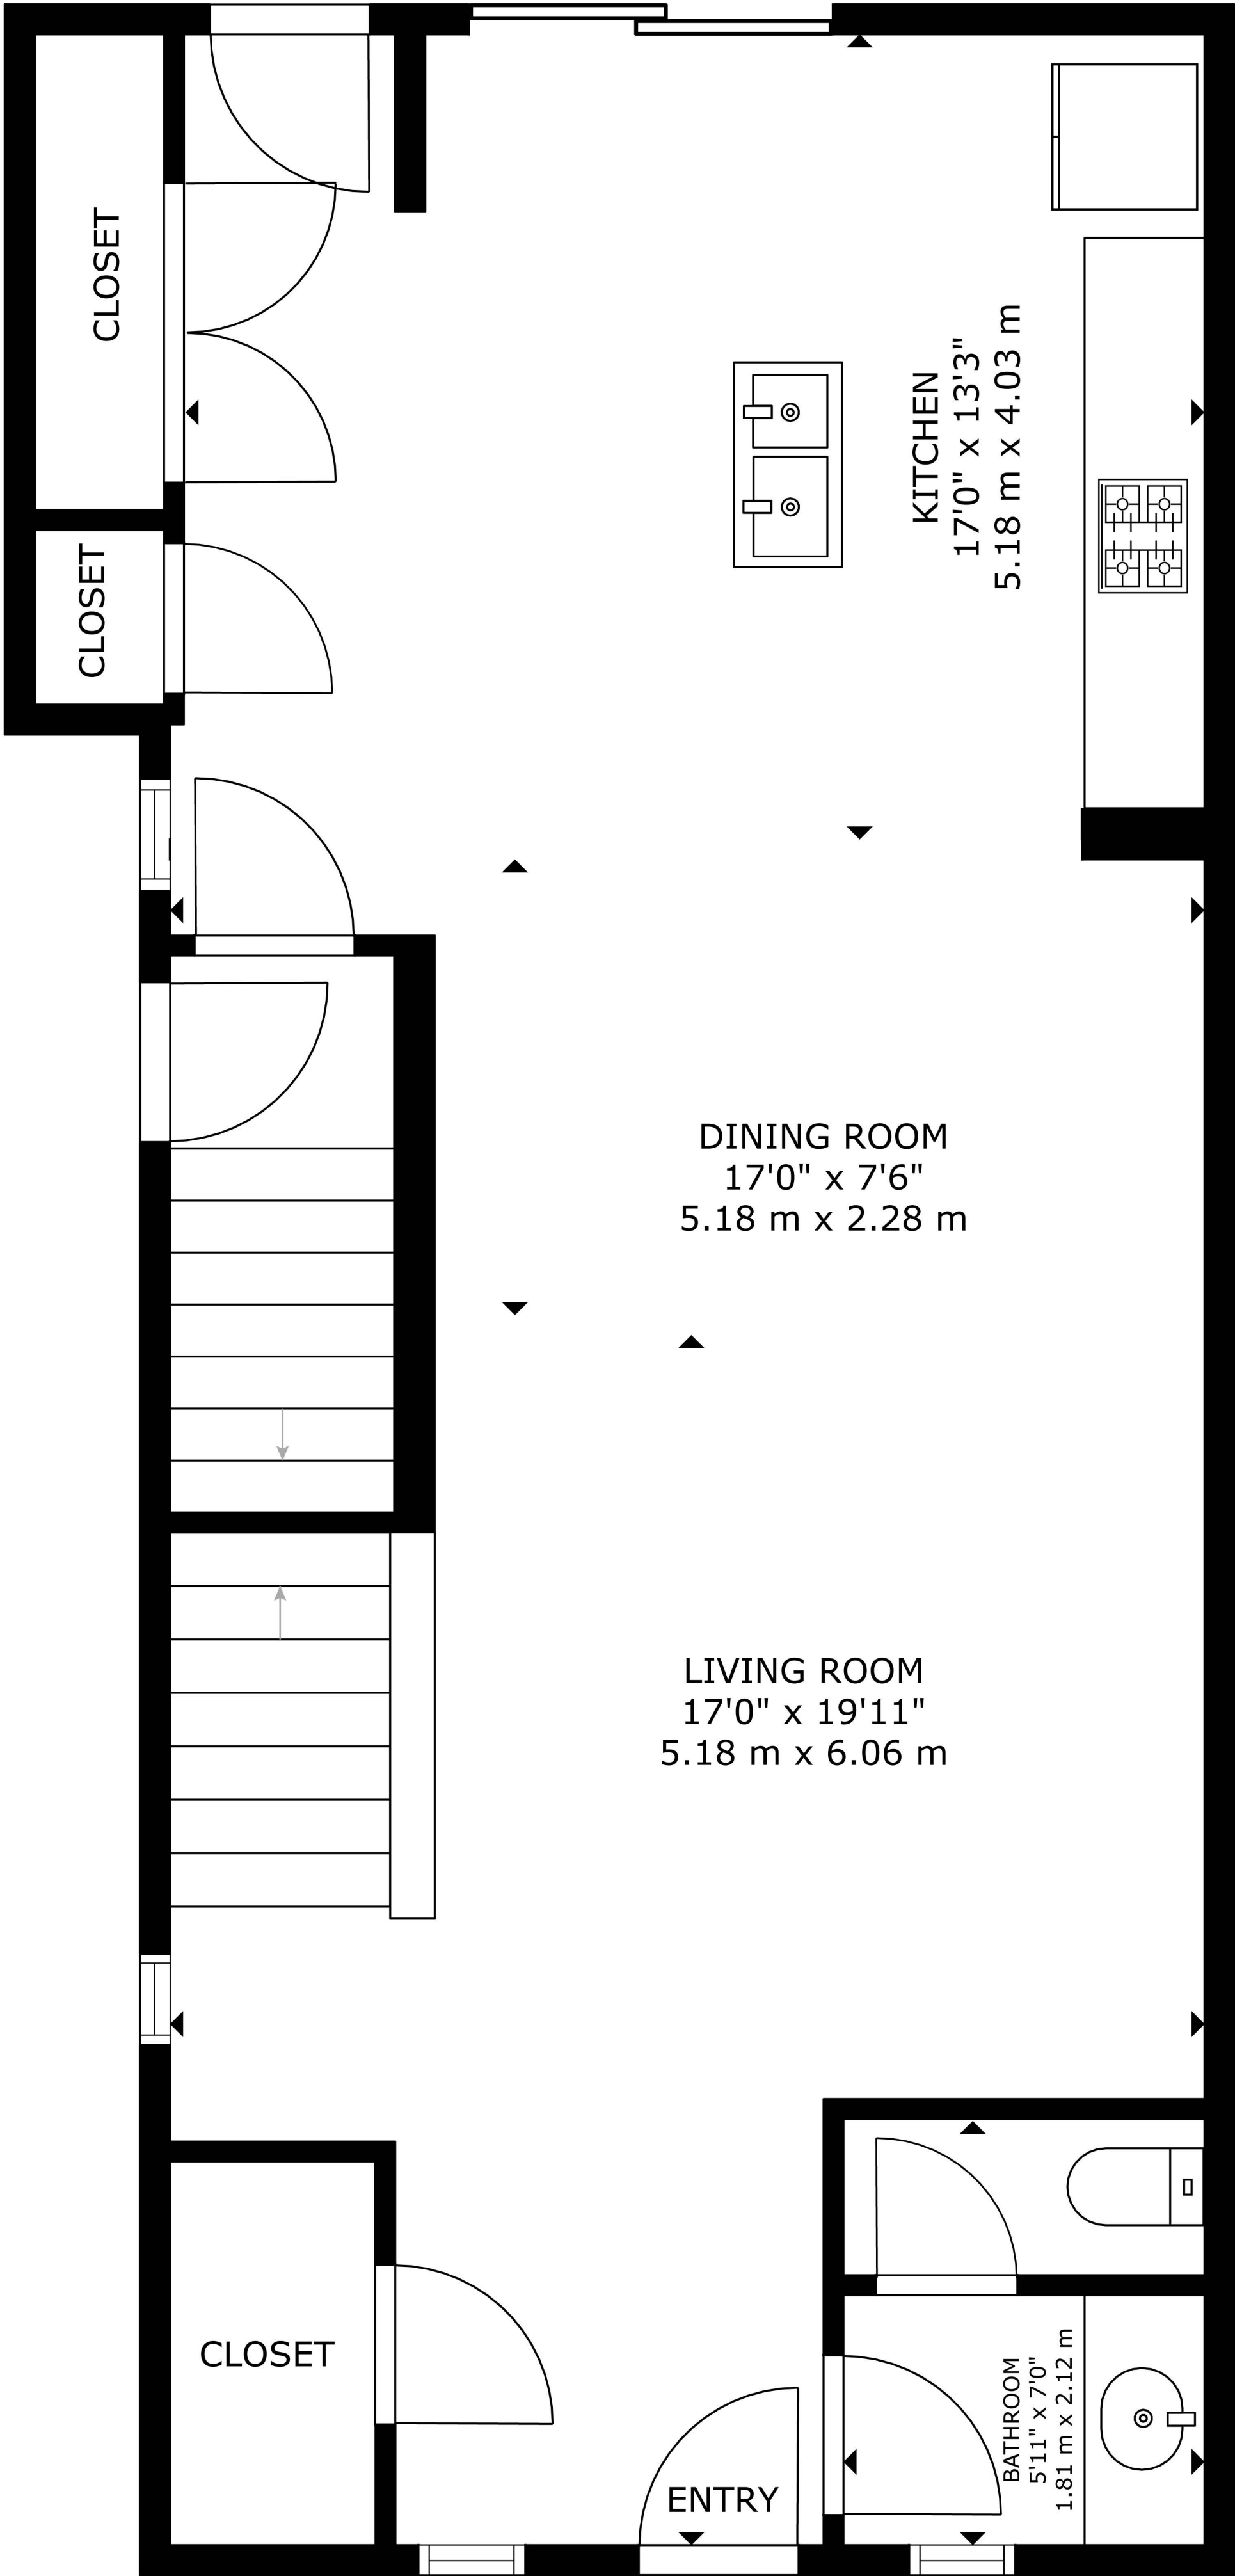 CLOSET
KITCHEN
17'0" x 13'3"
5.18 m x 4.03 m
CLOSET
DINING ROOM
17'0" x 7'6"
5.18 m x 2.28 m
LIVING ROOM
17'0" x 19'11"
5.18 m x 6.06 m
CLOSET
BATHROOM
5'11" x 7'0"
1.81 m x 2.12 m
ENTRY